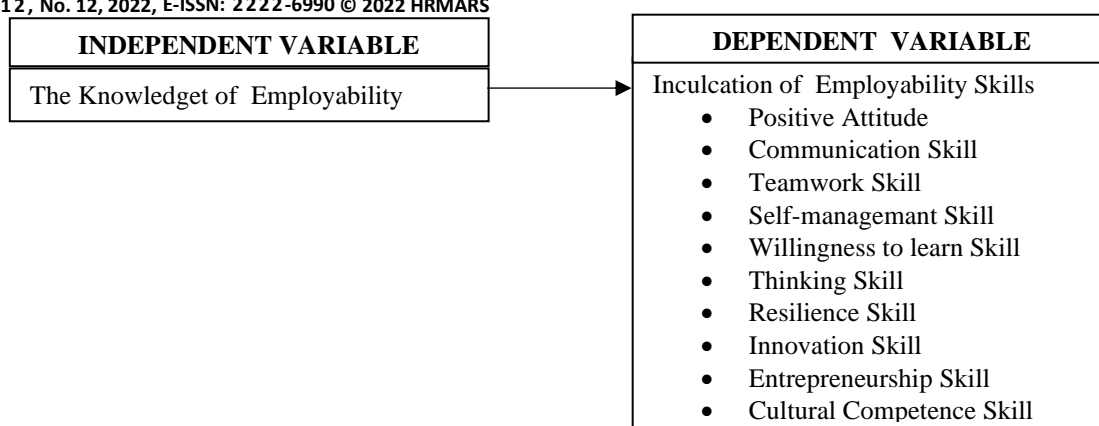 12, No. 12, 2022, E-ISSN: 2222-6990 © 2022 HRMARS
INDEPENDENT VARIABLE
The Knowledget of Employability
DEPENDENT VARIABLE
Inculcation of Employability Skills
• Positive Attitude
• Communication Skill
• Teamwork Skill
• Self-managemant Skill
• Willingness to learn Skill
• Thinking Skill
• Resilience Skill
• Innovation Skill
• Entrepreneurship Skill
• Cultural Competence Skill